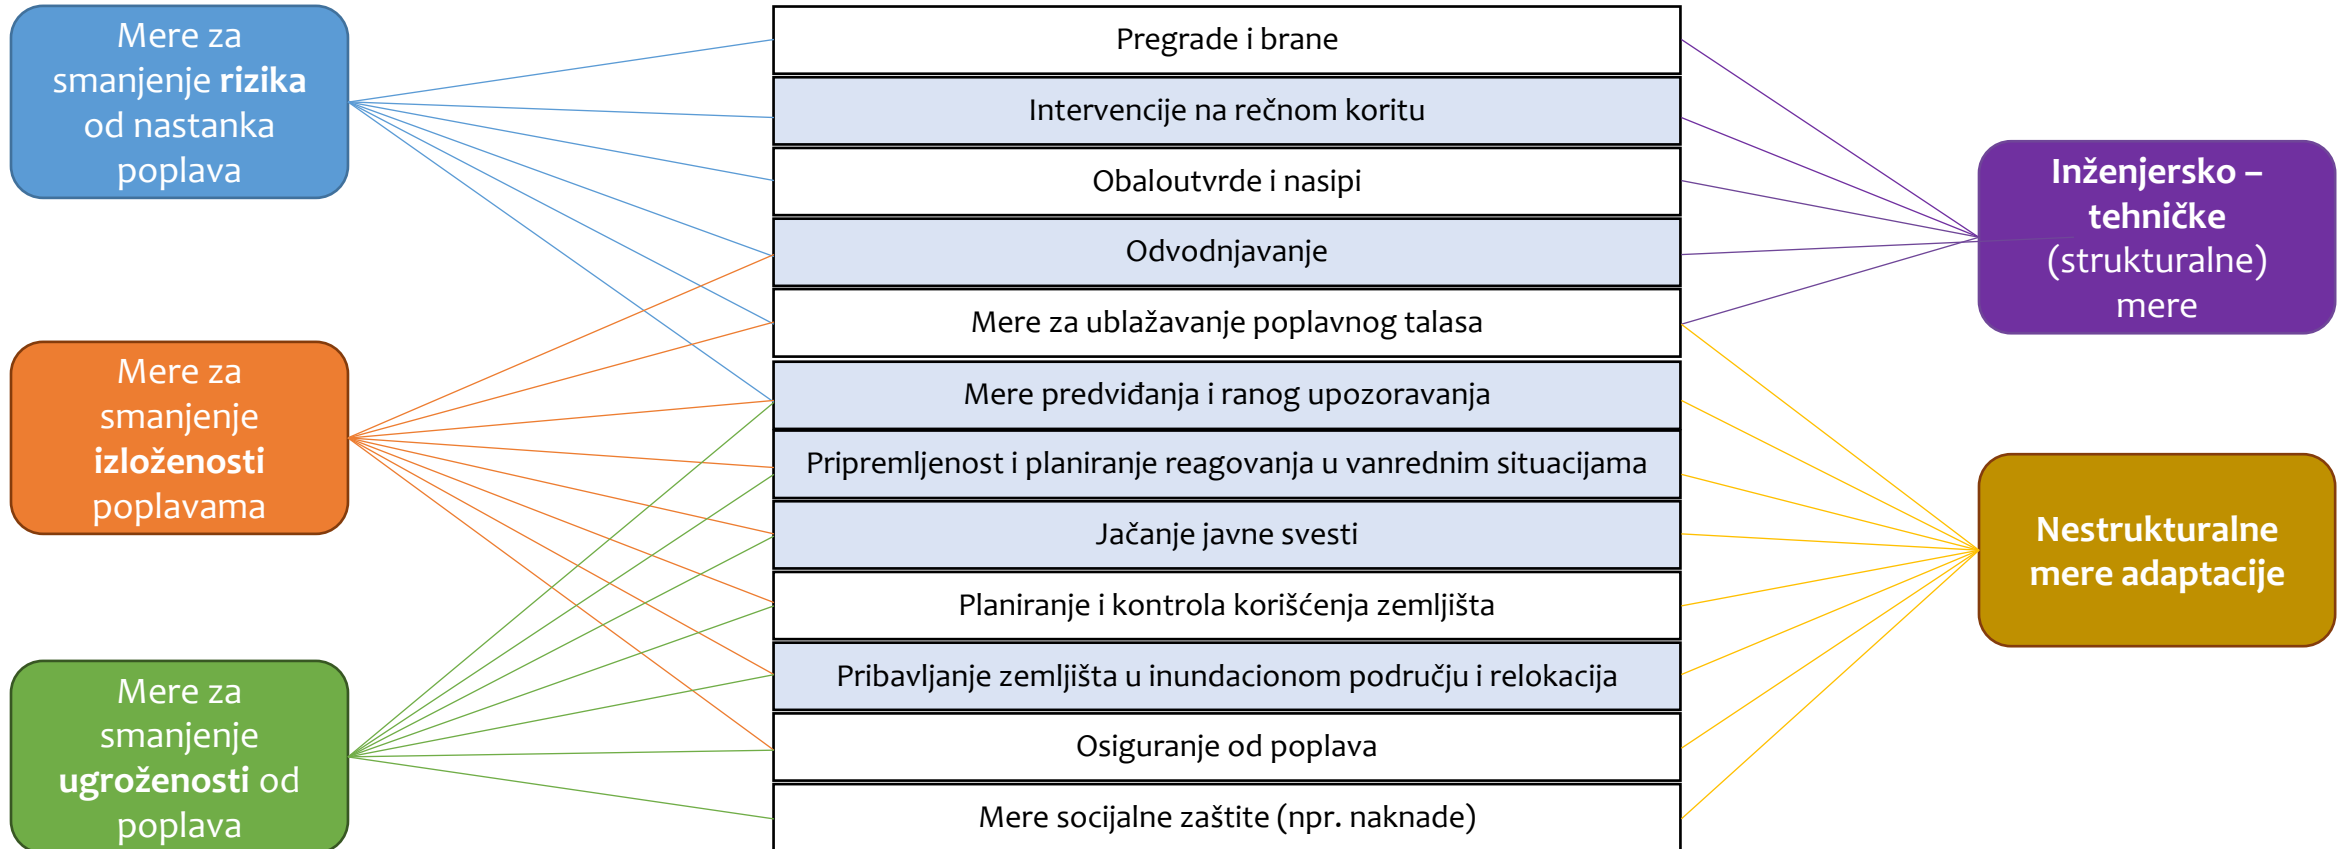 Mere za
smanjenje rizika
od nastanka
poplava
Mere za
smanjenje
izloženosti
poplavama
Mere za
smanjenje
ugroženosti od
poplava
Pregrade i brane
Intervencije na rečnom koritu
Obaloutvrde i nasipi
Odvodnjavanje
Mere za ublažavanje poplavnog talasa
Mere predviđanja i ranog upozoravanja
Pripremljenost i planiranje reagovanja u vanrednim situacijama
Jačanje javne svesti
Planiranje i kontrola korišćenja zemljišta
Pribavljanje zemljišta u inundacionom području i relokacija
Osiguranje od poplava
Mere socijalne zaštite (npr. naknade)
Inženjersko –
tehničke
(strukturalne)
mere
Nestrukturalne
mere adaptacije